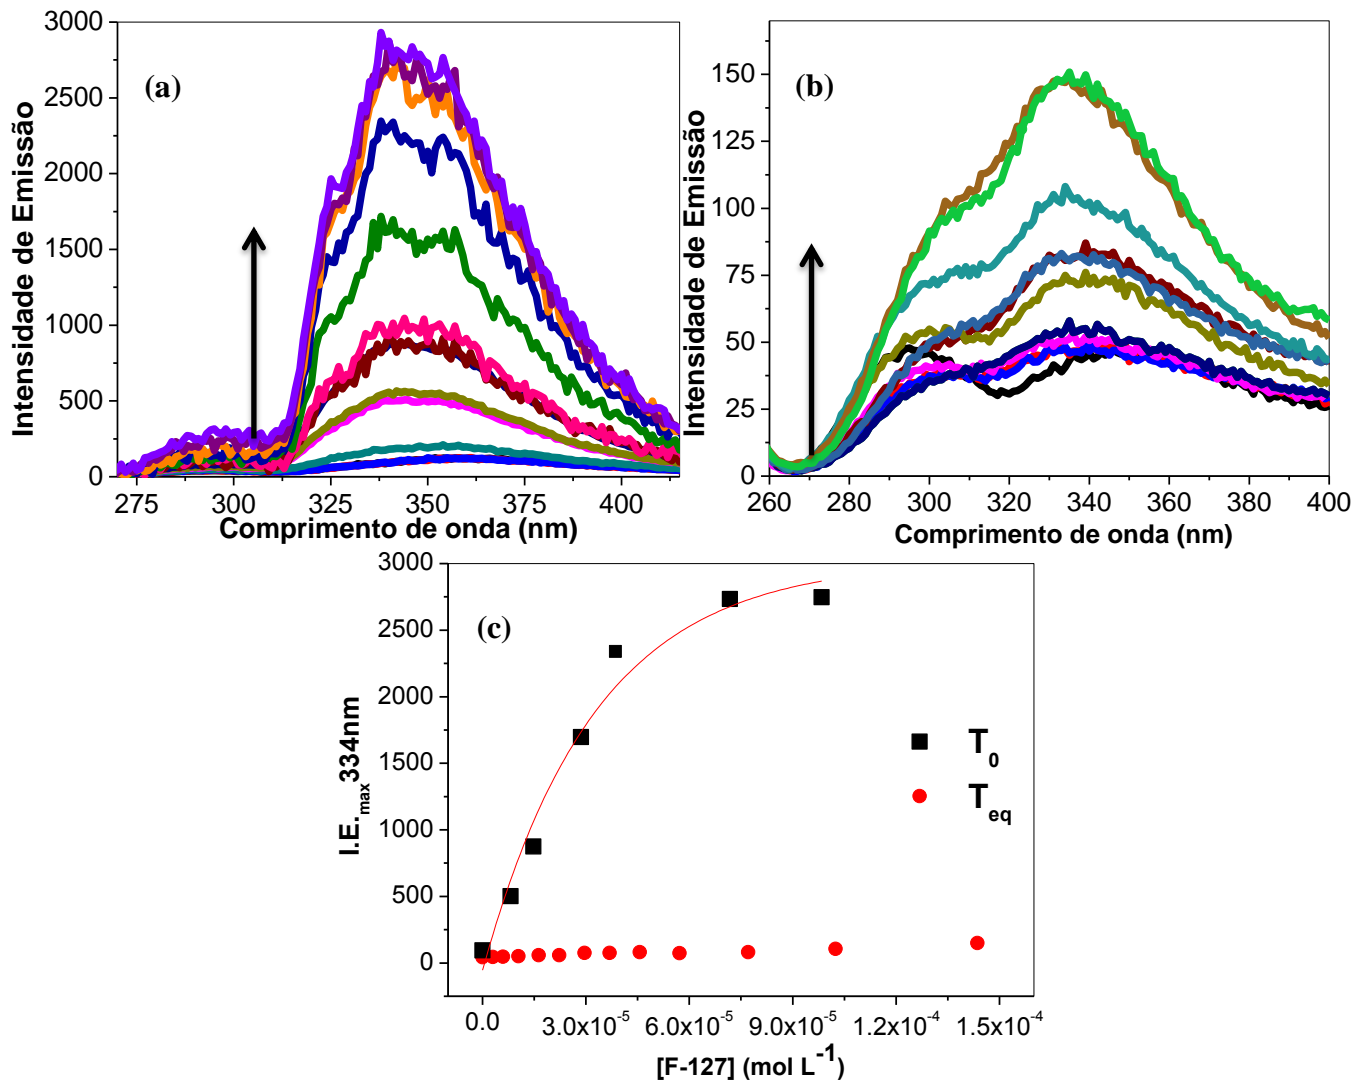 (a)
Intensidade de Emissão
3000
2500
2000
1500
1000
500
0
275 300 325 350 375 400
Comprimento de onda (nm)
(b)
Intensidade de Emissão
150
125
100
75
50
25
0
260 280 300 320 340 360 380 400
Comprimento de onda (nm)
(c)
I.E.max334nm
3000
2500
2000
1500
1000
500
0
T0
Teq
0.0 3.0x10-5 6.0x10-5 9.0x10-5 1.2x10-4 1.5x10-4
[F-127] (mol L-1)